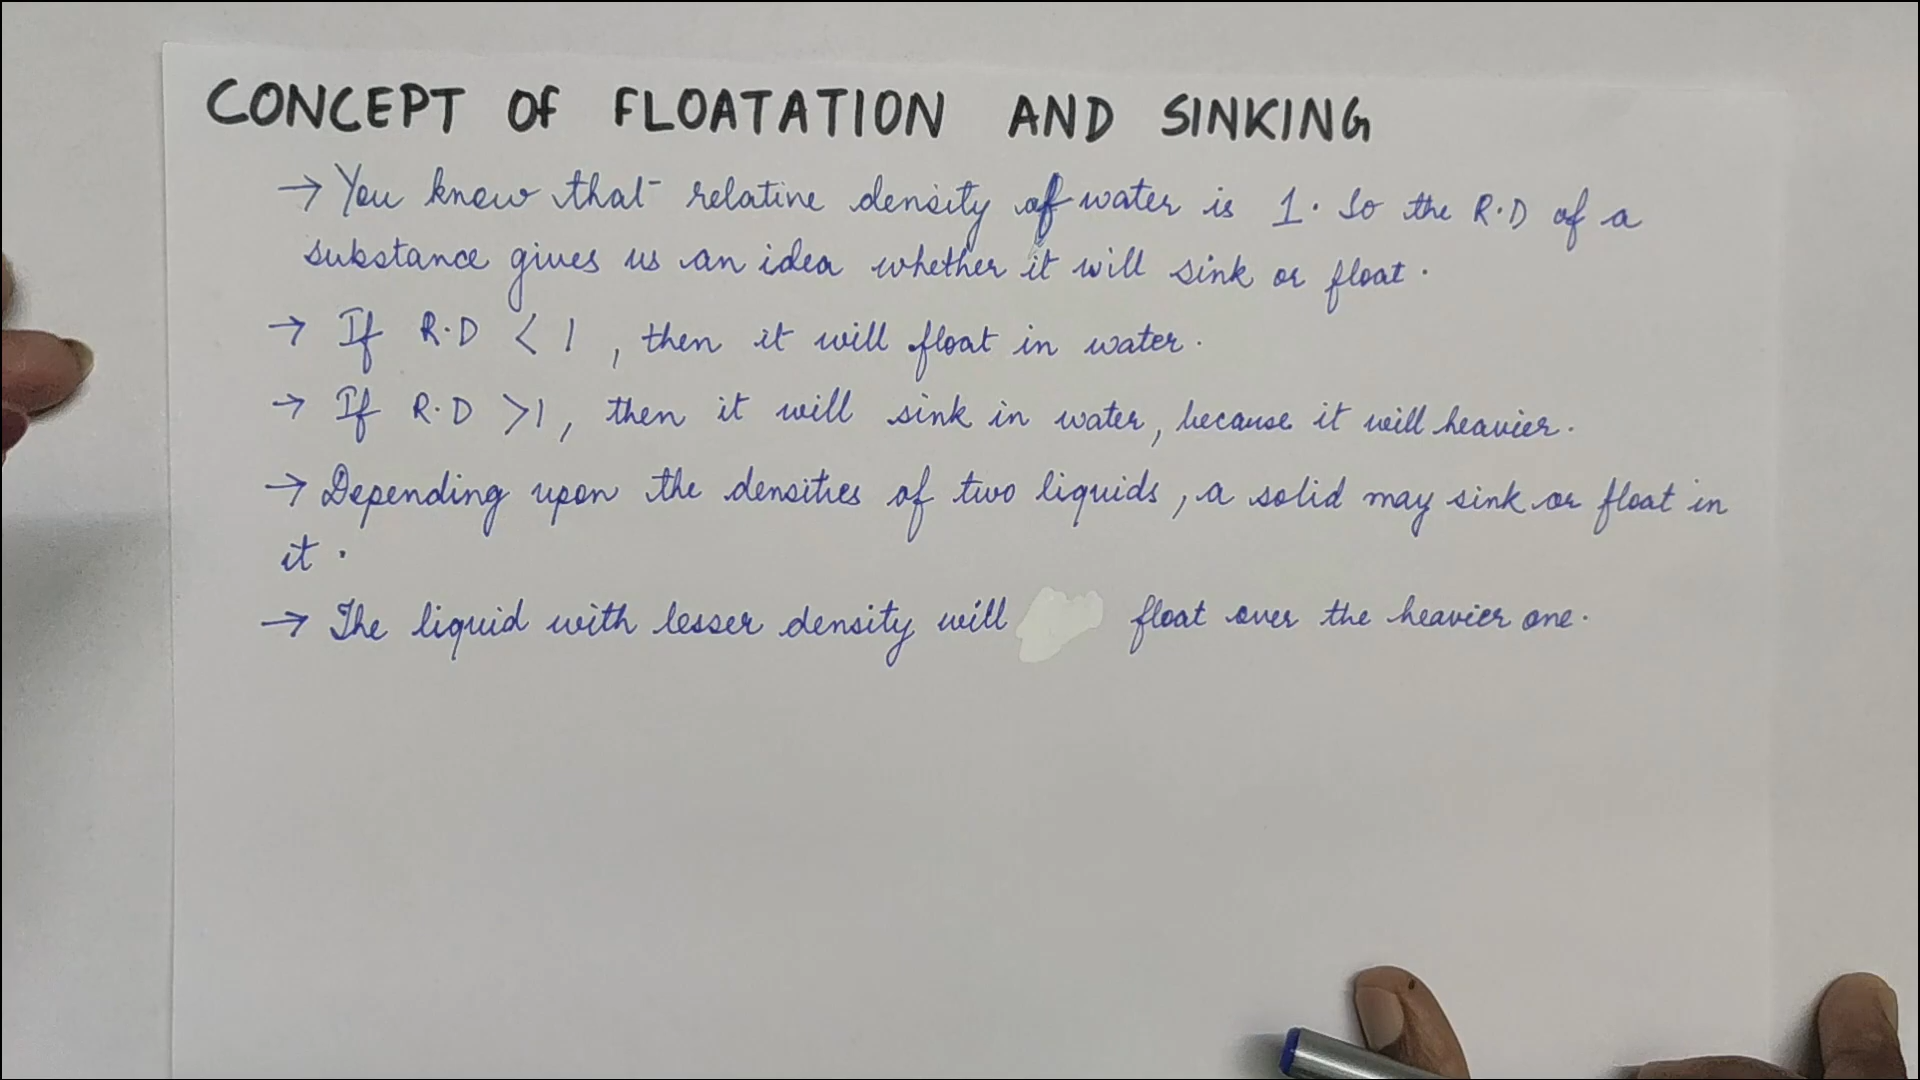 CONCEPT OF FLOATATION AND SINKING
→ You know that relative density of water is 1. So the R.D of a
substance gives us an idea whether it will sink or float.
→ If R.D < 1, then it will float in water.
→ If R.D >1, then it will sink in water, because it will heavier.
→ Depending upon the densities of two liquids, a solid may sink or float in
it.
→ The liquid with lesser density will float over the heavier one.